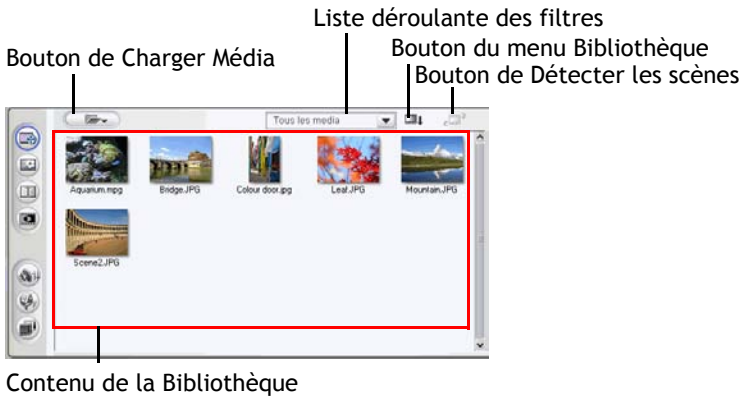 Liste déroulante des filtres
Bouton du menu Bibliothèque
Bouton de Charger Média
Bouton de Détecter les scènes
Tous les media
Aquarium.mpg
Bridge.JPG
Colour door.jpg
Leaf.JPG
Mountain.JPG
Scene2.JPG
Contenu de la Bibliothèque